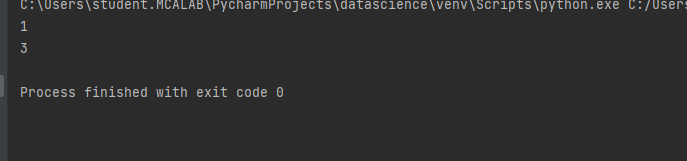 C:\Users\student.MCALAB\PycharmProjects\datascience\venv\Scripts\python.exe C:/Users
1
3
Process finished with exit code 0